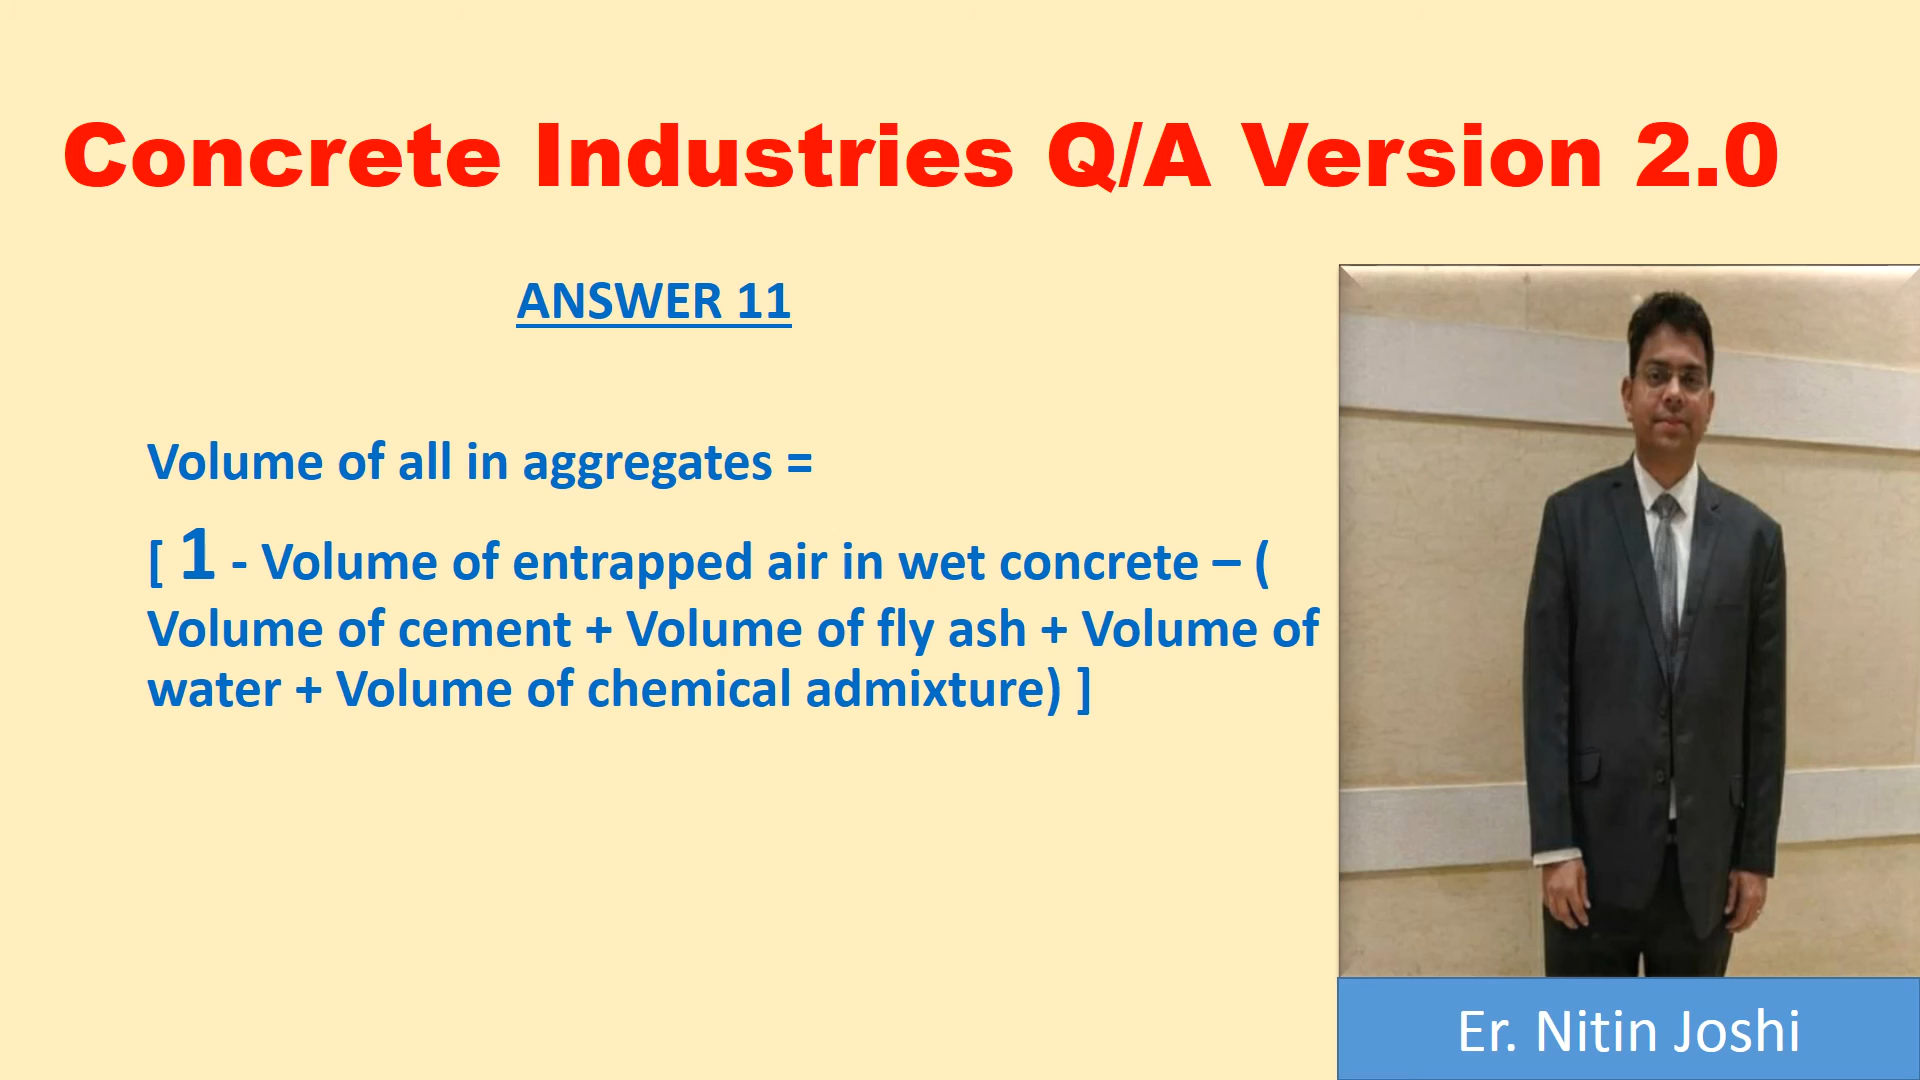 Concrete Industries Q/A Version 2.0
ANSWER 11
Volume of all in aggregates =
[ 1 - Volume of entrapped air in wet concrete – (
Volume of cement + Volume of fly ash + Volume of
water + Volume of chemical admixture) ]
Er. Nitin Joshi